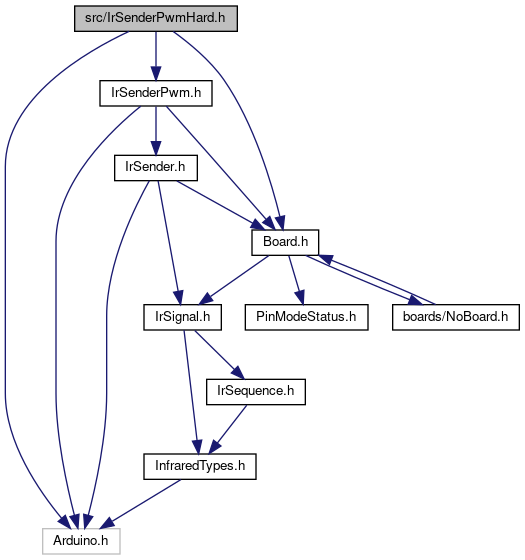 src/IrSenderPwmHard.h
IrSenderPwm.h
IrSender.h
Board.h
IrSignal.h
PinModeStatus.h
boards/NoBoard.h
IrSequence.h
InfraredTypes.h
Arduino.h